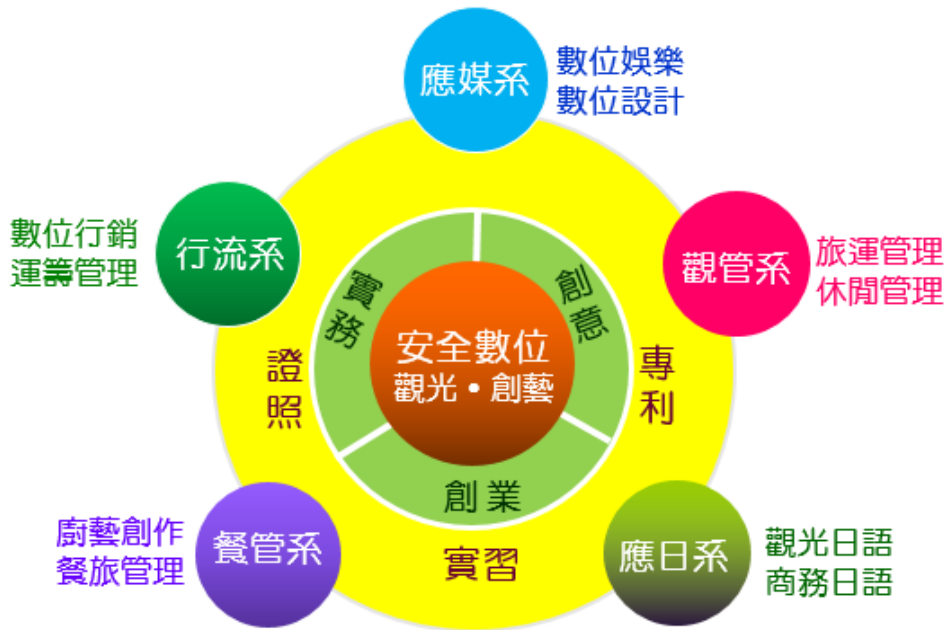 應媒系
數位娛樂
數位設計
行流系
數位行銷
運籌管理
觀管系
旅運管理
休閒管理
實務
創意
安全數位
觀光・創藝
證照
專利
創業
實習
餐管系
廚藝創作
餐旅管理
應日系
觀光日語
商務日語